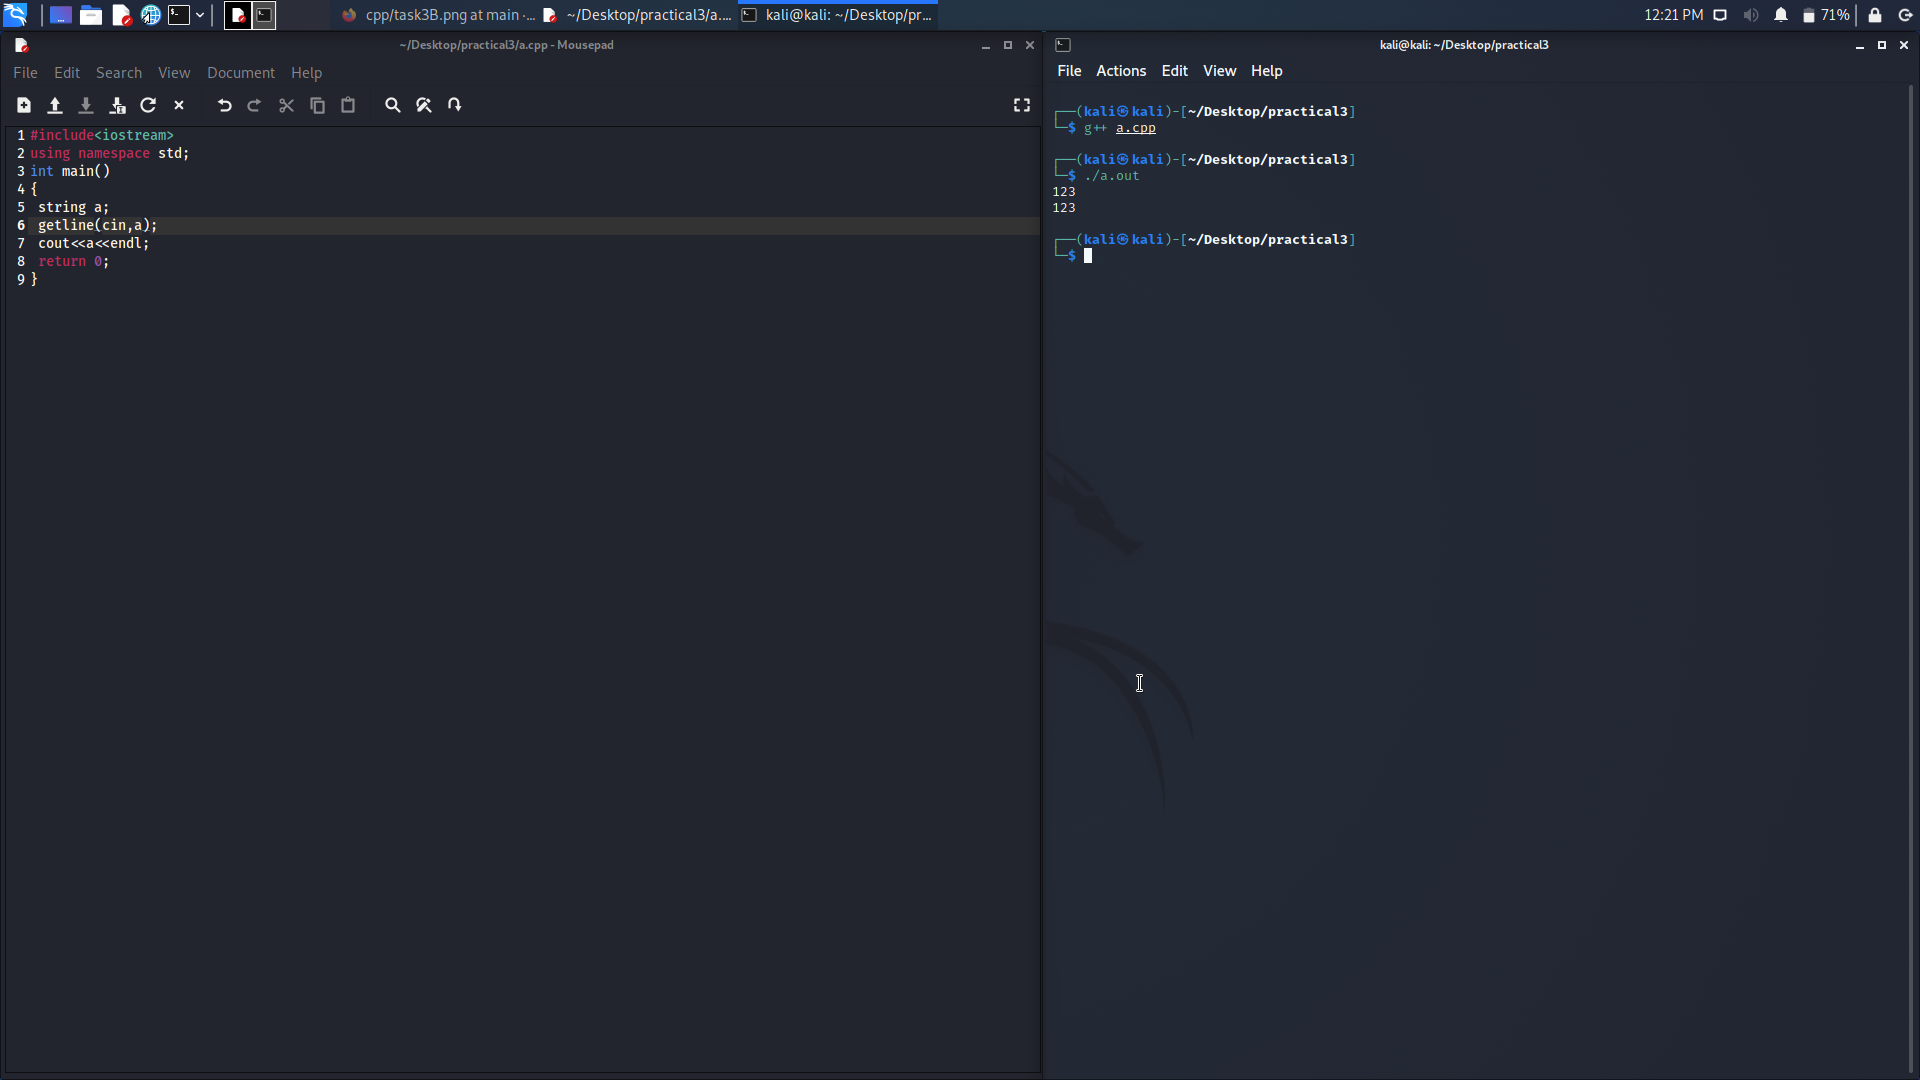 cpp/task3B.png at main ·...
~/Desktop/practical3/a....
kali@kali: ~/Desktop/pr...
12:21 PM
71%
~/Desktop/practical3/a.cpp - Mousepad
File Edit Search View Document Help
1 #include<iostream>
2 using namespace std;
3 int main()
4 {
5  string a;
6  getline(cin,a);
7  cout<<a<<endl;
8  return 0;
9 }
kali@kali: ~/Desktop/practical3
File Actions Edit View Help
┌──(kali㉿kali)-[~/Desktop/practical3]
└─$ g++ a.cpp
┌──(kali㉿kali)-[~/Desktop/practical3]
└─$ ./a.out
123
123
┌──(kali㉿kali)-[~/Desktop/practical3]
└─$